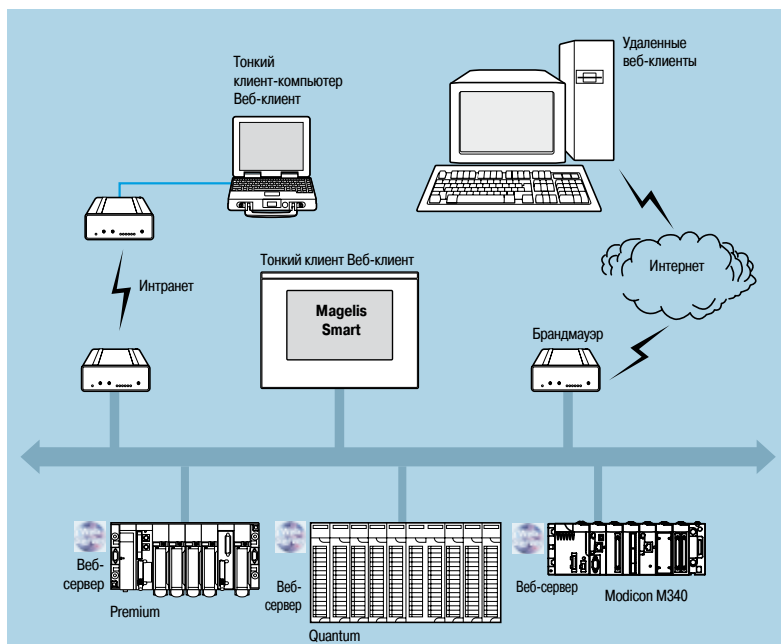 Тонкий
клиент-компьютер
Веб-клиент
Удаленные
веб-клиенты
Интранет
Тонкий клиент Веб-клиент
Magelis
Smart
Интернет
Брандмауэр
Веб-
сервер
Premium
Веб-
сервер
Quantum
Веб-сервер
Modicon M340